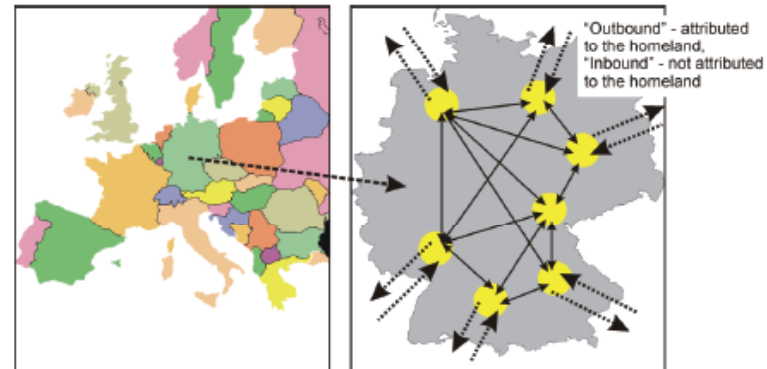 "Outbound" - attributed
to the homeland,
"Inbound" - not attributed
to the homeland